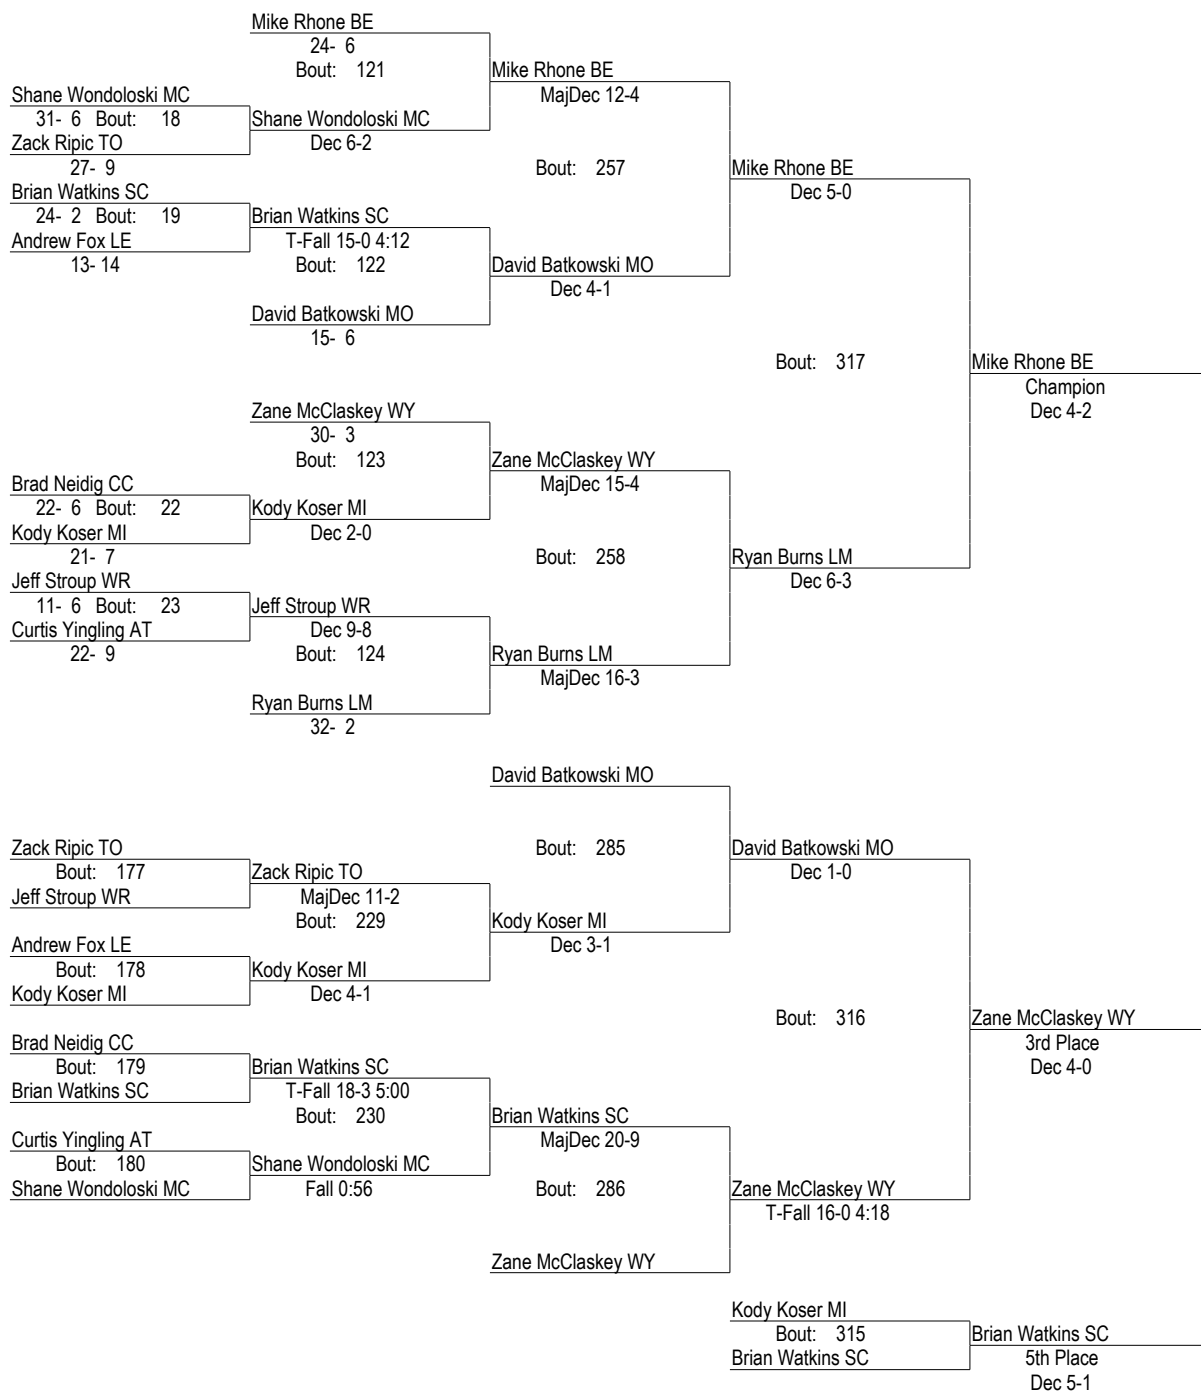 Mike Rhone BE
24- 6
Bout: 121 Mike Rhone BE
Shane Wondoloski MC MajDec 12-4
31- 6 Bout: 18 Shane Wondoloski MC
Zack Ripic TO Dec 6-2
27- 9 Bout: 257 Mike Rhone BE
Brian Watkins SC Dec 5-0
24- 2 Bout: 19 Brian Watkins SC
Andrew Fox LE T-Fall 15-0 4:12
13- 14 Bout: 122 David Batkowski MO
Dec 4-1
David Batkowski MO
15- 6
Bout: 317 Mike Rhone BE
Champion
Zane McClaskey WY Dec 4-2
30- 3
Bout: 123 Zane McClaskey WY
Brad Neidig CC MajDec 15-4
22- 6 Bout: 22 Kody Koser MI
Kody Koser MI Dec 2-0
21- 7 Bout: 258 Ryan Burns LM
Jeff Stroup WR Dec 6-3
11- 6 Bout: 23 Jeff Stroup WR
Curtis Yingling AT Dec 9-8
22- 9 Bout: 124 Ryan Burns LM
MajDec 16-3
Ryan Burns LM
32- 2
David Batkowski MO
Zack Ripic TO Bout: 285 David Batkowski MO
Bout: 177 Zack Ripic TO Dec 1-0
Jeff Stroup WR MajDec 11-2
Bout: 229 Kody Koser MI
Andrew Fox LE Dec 3-1
Bout: 178 Kody Koser MI
Kody Koser MI Dec 4-1
Bout: 316 Zane McClaskey WY
Brad Neidig CC 3rd Place
Bout: 179 Brian Watkins SC Dec 4-0
Brian Watkins SC T-Fall 18-3 5:00
Bout: 230 Brian Watkins SC
Curtis Yingling AT MajDec 20-9
Bout: 180 Shane Wondoloski MC
Shane Wondoloski MC Fall 0:56 Bout: 286 Zane McClaskey WY
T-Fall 16-0 4:18
Zane McClaskey WY
Kody Koser MI
Bout: 315 Brian Watkins SC
Brian Watkins SC 5th Place
Dec 5-1